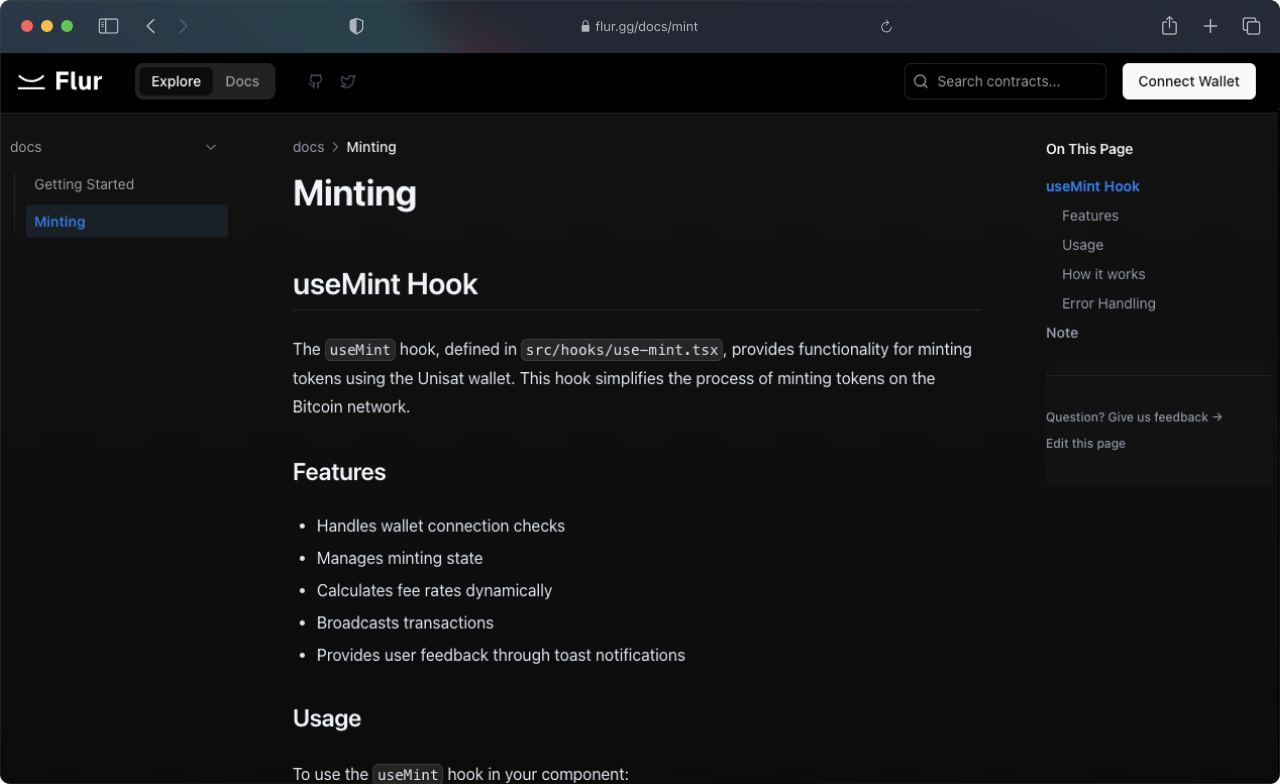 flur.gg/docs/mint
Flur
Explore
Docs
Search contracts...
Connect Wallet
docs
Getting Started
Minting
docs > Minting
Minting
useMint Hook
The useMint hook, defined in src/hooks/use-mint.tsx, provides functionality for minting
tokens using the Unisat wallet. This hook simplifies the process of minting tokens on the
Bitcoin network.
Features
• Handles wallet connection checks
• Manages minting state
• Calculates fee rates dynamically
• Broadcasts transactions
• Provides user feedback through toast notifications
Usage
To use the useMint hook in your component:
On This Page
useMint Hook
Features
Usage
How it works
Error Handling
Note
Question? Give us feedback →
Edit this page